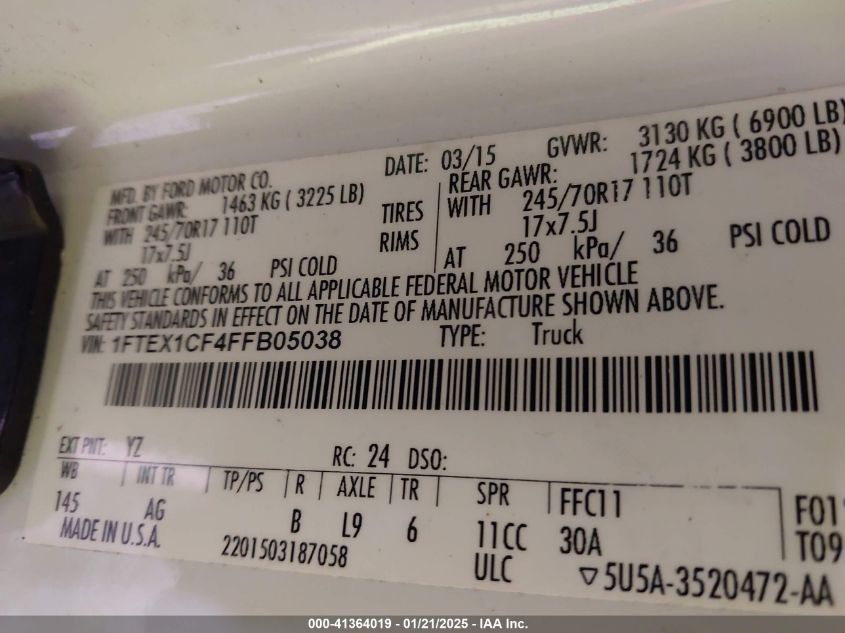 MFD. BY FORD MOTOR CO. DATE: 03/15 GVWR: 3130 KG ( 6900 LB)
FRONT GAWR: 1463 KG ( 3225 LB) REAR GAWR: 1724 KG ( 3800 LB)
WITH 245/70R17 110T TIRES WITH 245/70R17 110T
17x7.5J RIMS 17x7.5J
AT 250 kPa/ 36 PSI COLD AT 250 kPa/ 36 PSI COLD
THIS VEHICLE CONFORMS TO ALL APPLICABLE FEDERAL MOTOR VEHICLE
SAFETY STANDARDS IN EFFECT ON THE DATE OF MANUFACTURE SHOWN ABOVE.
VIN: 1FTEX1CF4FFB05038 TYPE: Truck
EXT PNT: YZ RC: 24 DSO:
WB INT TR TP/PS R AXLE TR SPR FFC11 F01
145 AG B L9 6 11CC 30A T09
MADE IN U.S.A. 2201503187058 ULC 5U5A-3520472-AA
000-41364019 - 01/21/2025 - IAA Inc.